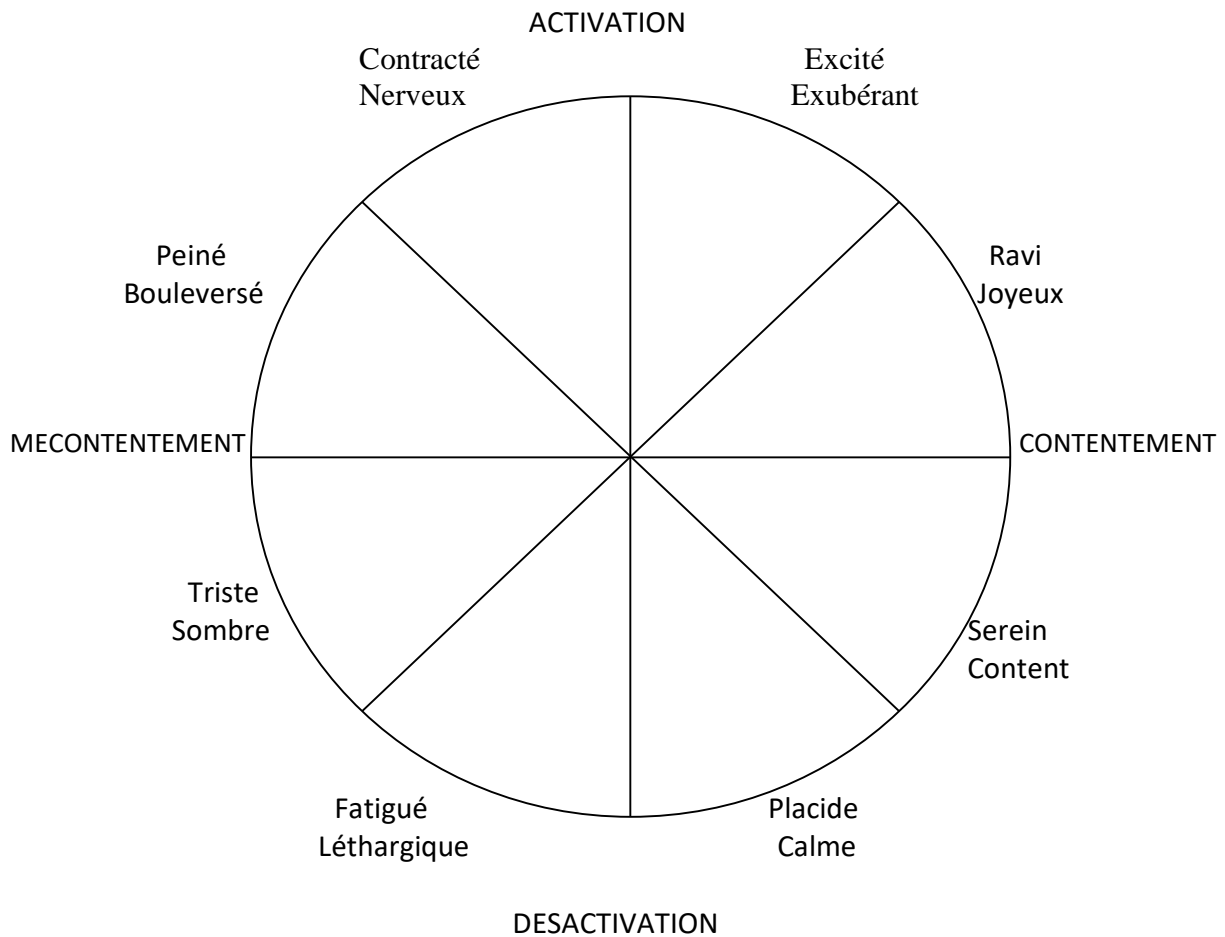 ACTIVATION
Contracté
Nerveux
Excité
Exubérant
Peiné
Bouleversé
Ravi
Joyeux
MECONTENTEMENT
CONTENTEMENT
Triste
Sombre
Serein
Content
Fatigué
Léthargique
Placide
Calme
DESACTIVATION